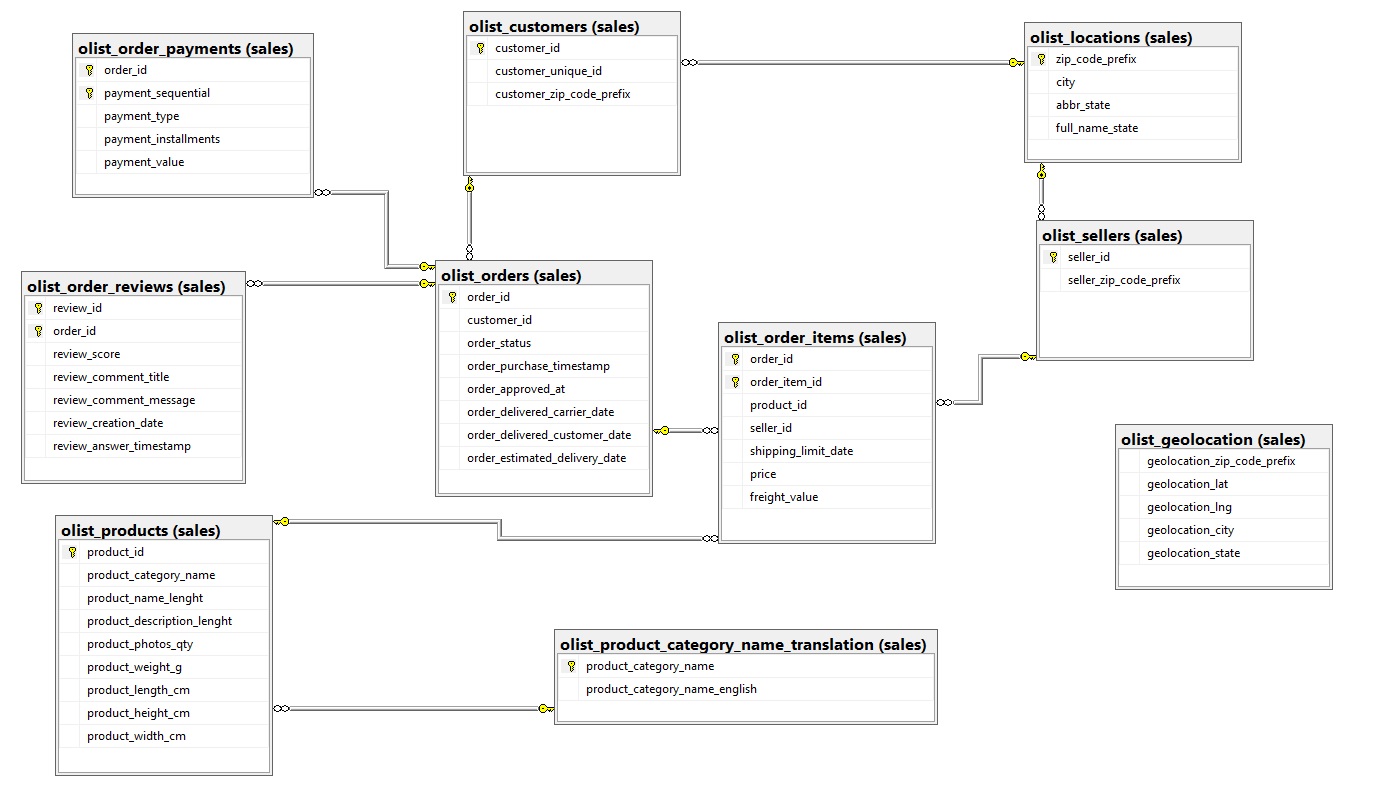 olist_order_payments (sales)
order_id
payment_sequential
payment_type
payment_installments
payment_value
olist_customers (sales)
customer_id
customer_unique_id
customer_zip_code_prefix
olist_locations (sales)
zip_code_prefix
city
abbr_state
full_name_state
olist_sellers (sales)
seller_id
seller_zip_code_prefix
olist_order_reviews (sales)
review_id
order_id
review_score
review_comment_title
review_comment_message
review_creation_date
review_answer_timestamp
olist_orders (sales)
order_id
customer_id
order_status
order_purchase_timestamp
order_approved_at
order_delivered_carrier_date
order_delivered_customer_date
order_estimated_delivery_date
olist_order_items (sales)
order_id
order_item_id
product_id
seller_id
shipping_limit_date
price
freight_value
olist_geolocation (sales)
geolocation_zip_code_prefix
geolocation_lat
geolocation_lng
geolocation_city
geolocation_state
olist_products (sales)
product_id
product_category_name
product_name_lenght
product_description_lenght
product_photos_qty
product_weight_g
product_length_cm
product_height_cm
product_width_cm
olist_product_category_name_translation (sales)
product_category_name
product_category_name_english